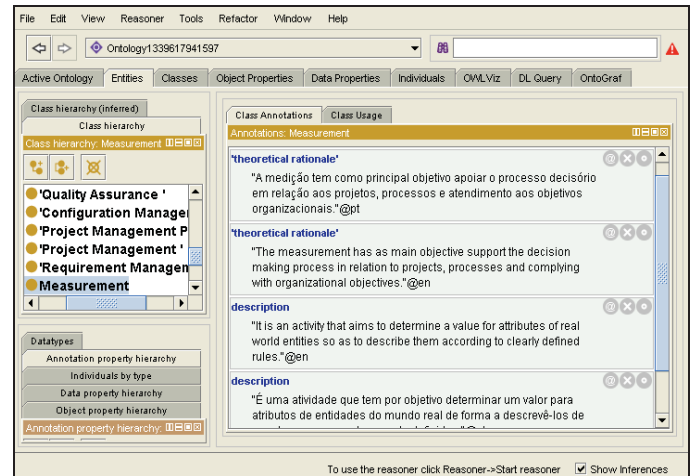 File Edit View Reasoner Tools Refactor Window Help
Ontology1339617941597
Active Ontology Entities Classes Object Properties Data Properties Individuals OWLViz DL Query OntoGraf
Class hierarchy (inferred)
Class hierarchy
Class hierarchy: Measurement
'Quality Assurance '
'Configuration Manager
'Project Management P
'Project Management '
'Requirement Managen
Measurement
Datatypes
Annotation property hierarchy
Individuals by type
Data property hierarchy
Object property hierarchy
Annotation property hierarchy:
Class Annotations Class Usage
Annotations: Measurement
'theoretical rationale'
"A medição tem como principal objetivo apoiar o processo decisório
em relação aos projetos, processos e atendimento aos objetivos
organizacionais."@pt
'theoretical rationale'
"The measurement has as main objective support the decision
making process in relation to projects, processes and complying
with organizational objectives."@en
description
"It is an activity that aims to determine a value for attributes of real
world entities so as to describe them according to clearly defined
rules."@en
description
"É uma atividade que tem por objetivo determinar um valor para
atributos de entidades do mundo real de forma a descrevê-los de
To use the reasoner click Reasoner->Start reasoner Show Inferences